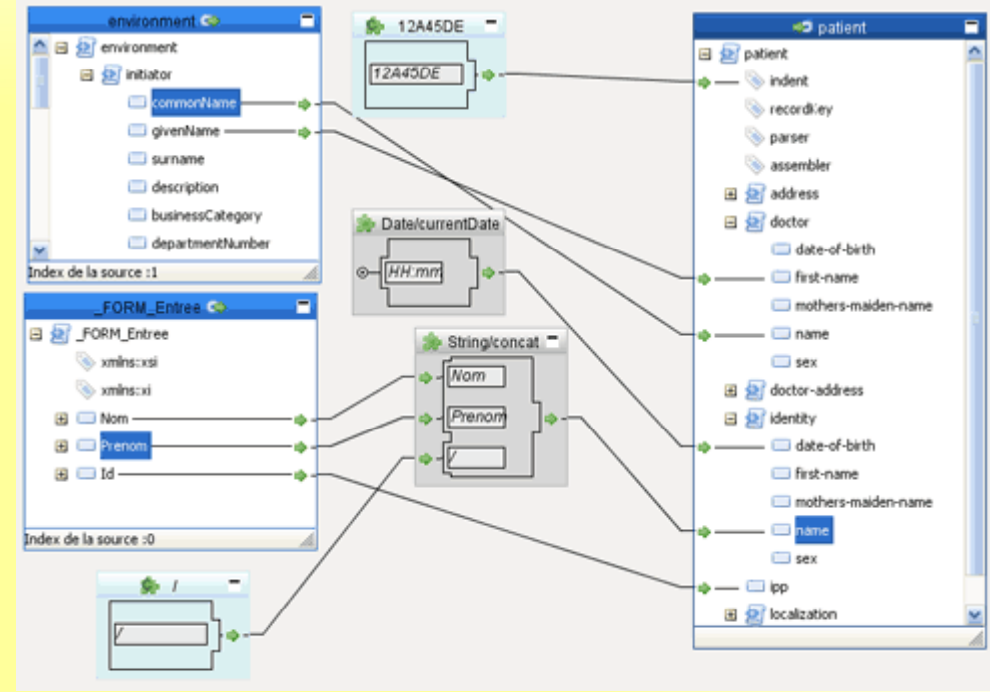 environment
environment
initiator
commonName
givenName
surname
description
businessCategory
departmentNumber
Index de la source :1
_FORM_Entree
_FORM_Entree
xmlns:xsi
xmlns:xi
Nom
Prenom
Id
Index de la source :0
/
/
12A45DE
12A45DE
Date/currentDate
HH:mm
String/concat
Nom
Prenom
/
patient
patient
indent
recordKey
parser
assembler
address
doctor
date-of-birth
first-name
mothers-maiden-name
name
sex
doctor-address
identity
date-of-birth
first-name
mothers-maiden-name
name
sex
ipp
localization